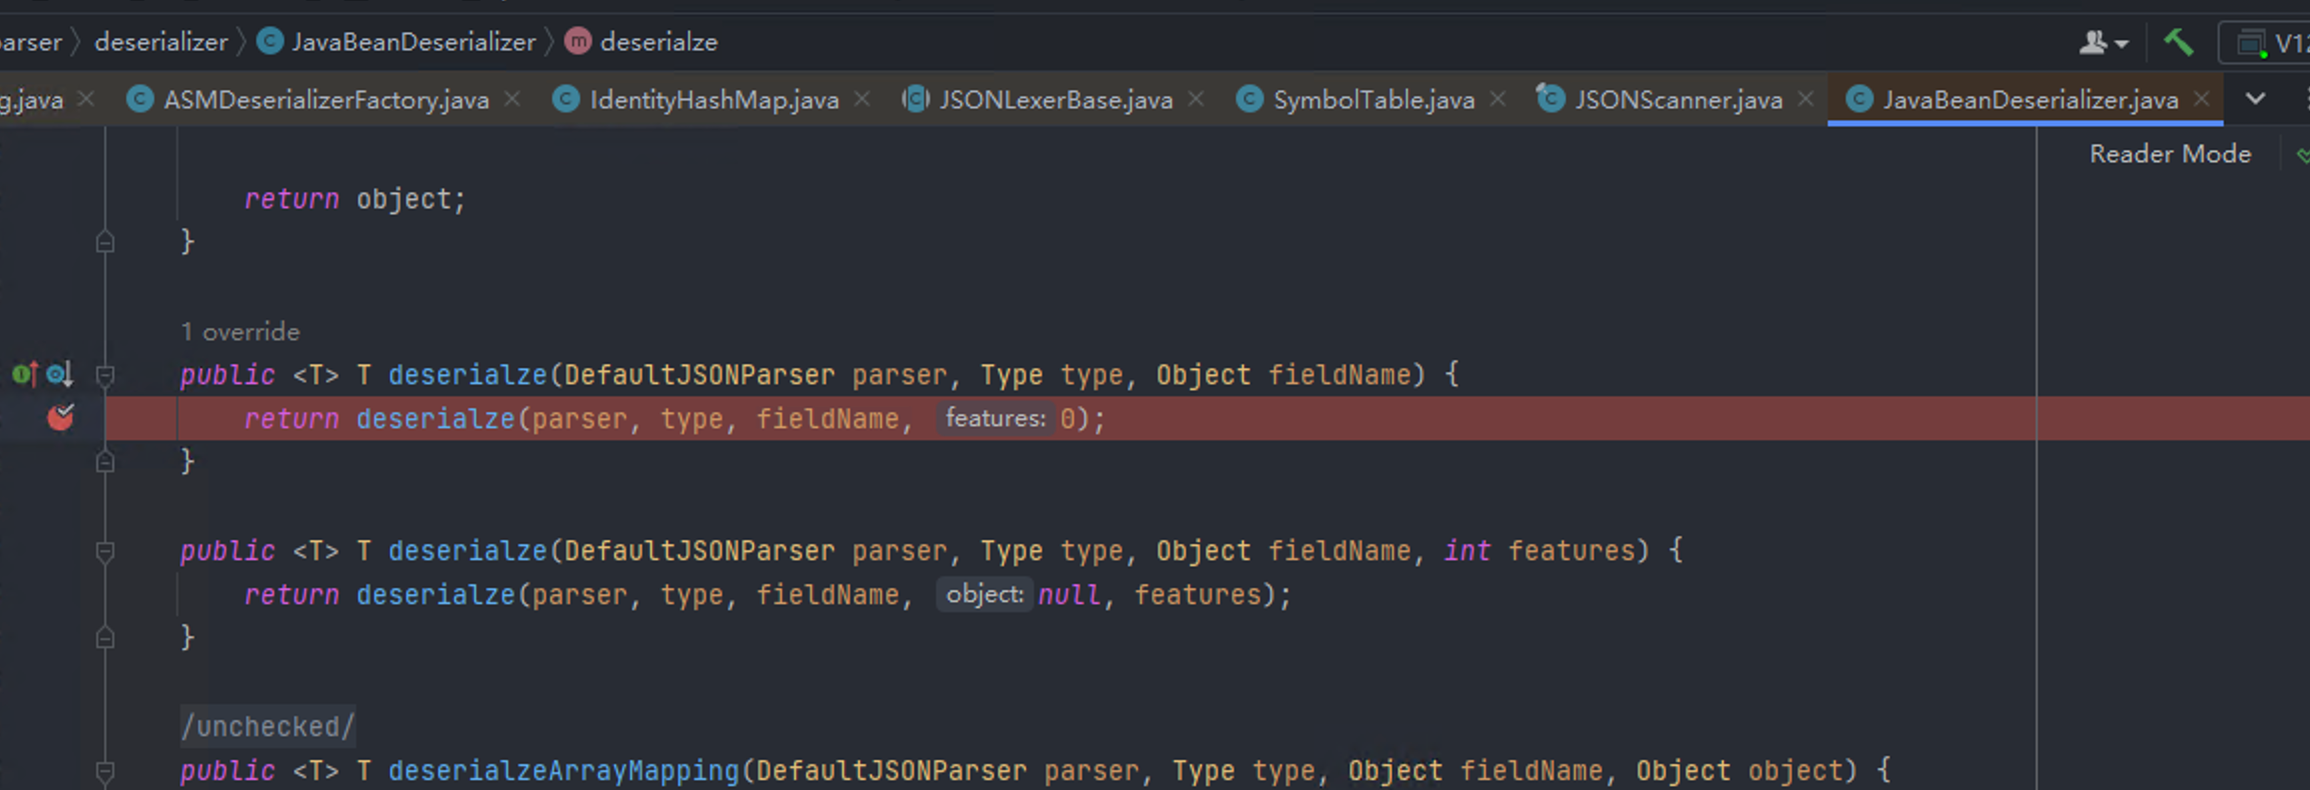 arser deserializer JavaBeanDeserializer deserialze V12
g.java ASMDeserializerFactory.java IdentityHashMap.java JSONLexerBase.java SymbolTable.java JSONScanner.java JavaBeanDeserializer.java
Reader Mode
return object;
}
1 override
public <T> T deserialze(DefaultJSONParser parser, Type type, Object fieldName) {
return deserialze(parser, type, fieldName, features: 0);
}
public <T> T deserialze(DefaultJSONParser parser, Type type, Object fieldName, int features) {
return deserialze(parser, type, fieldName, object: null, features);
}
/unchecked/
public <T> T deserialzeArrayMapping(DefaultJSONParser parser, Type type, Object fieldName, Object object) {